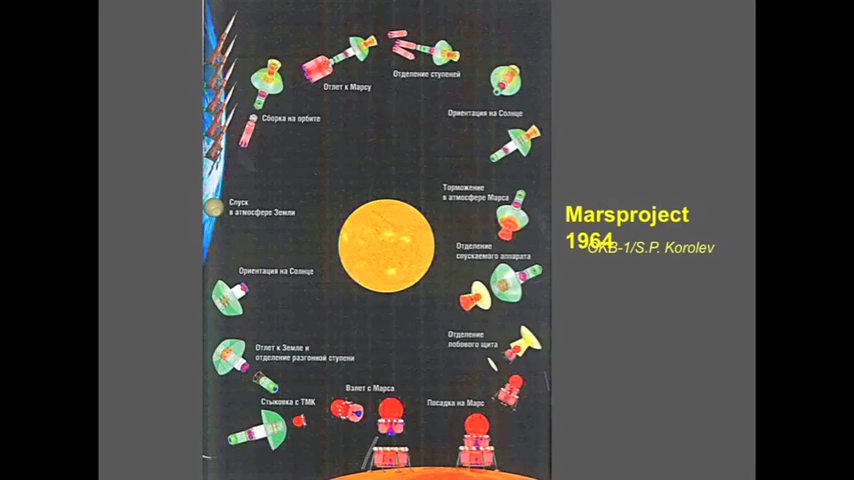 Отделение ступеней
Отлет к Марсу
Сборка на орбите
Ориентация на Солнце
Торможение
в атмосфере Марса
Спуск
в атмосфере Земли
Отделение
спускаемого аппарата
Ориентация на Солнце
Отделение
лобового щита
Отлет к Земле и
отделение разгонной ступени
Взлет с Марса
Стыковка с ТМК
Посадка на Марс
Marsproject
1964
OKB-1/S.P. Korolev